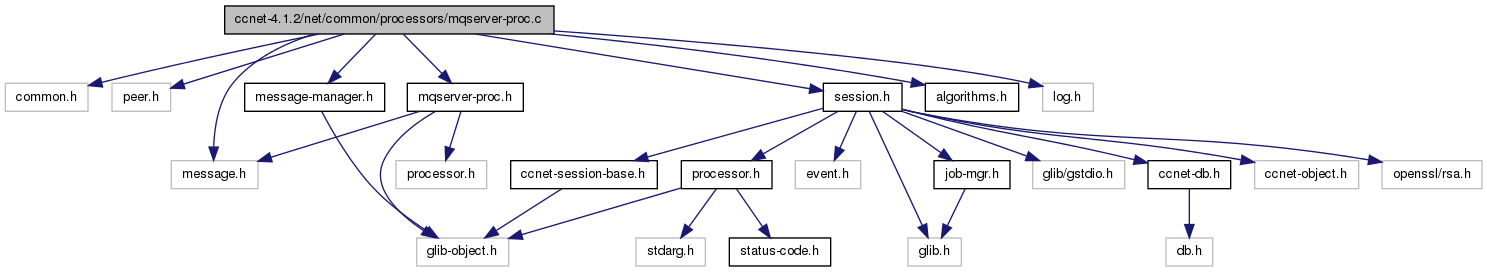 ccnet-4.1.2/net/common/processors/mqserver-proc.c
common.h
peer.h
message-manager.h
mqserver-proc.h
session.h
algorithms.h
log.h
message.h
processor.h
ccnet-session-base.h
processor.h
event.h
job-mgr.h
glib/gstdio.h
ccnet-db.h
ccnet-object.h
openssl/rsa.h
glib-object.h
stdarg.h
status-code.h
glib.h
db.h